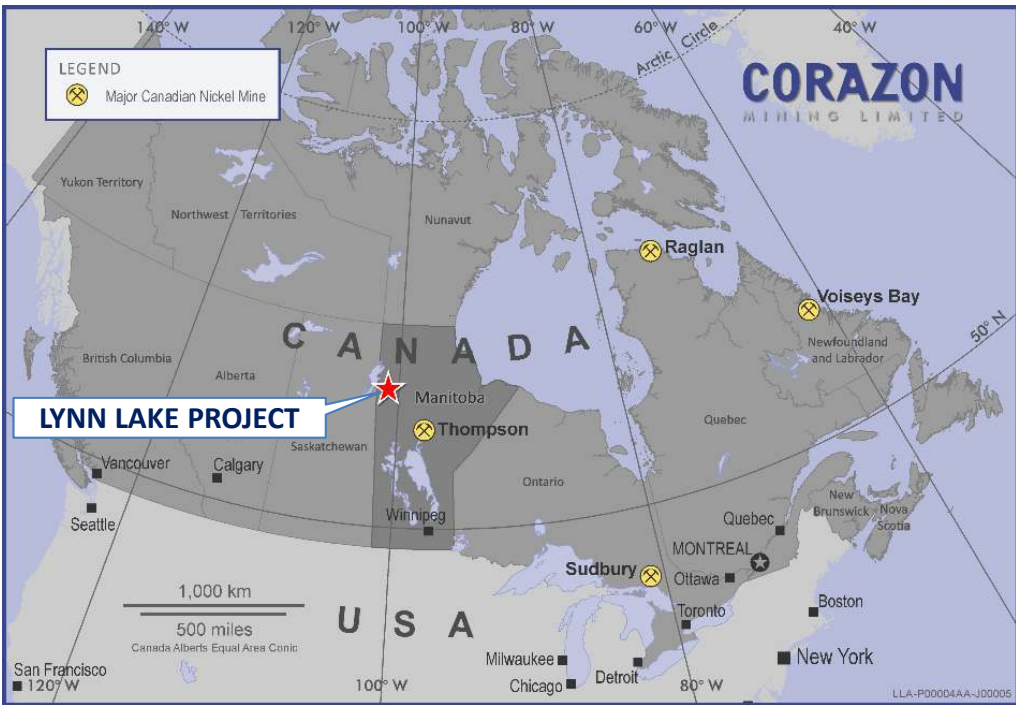 140° W
120° W
100° W
80° W
60° W
40° W
Arctic Circle
LEGEND
Major Canadian Nickel Mine
CORAZON
MINING LIMITED
Yukon Territory
Northwest Territories
Nunavut
Raglan
Voiseys Bay
50° N
Newfoundland
and Labrador
CANADA
British Columbia
Alberta
Manitoba
LYNN LAKE PROJECT
Thompson
Saskatchewan
Quebec
Ontario
Vancouver
Calgary
Seattle
Winnipeg
New
Brunswick
Nova
Scotia
Quebec
MONTREAL
Sudbury
Ottawa
1,000 km
500 miles
Canada Alberts Equal Area Conic
USA
Toronto
Boston
Milwaukee
Chicago
Detroit
New York
San Francisco
120° W
100° W
80° W
LLA-P00004AA-J00005